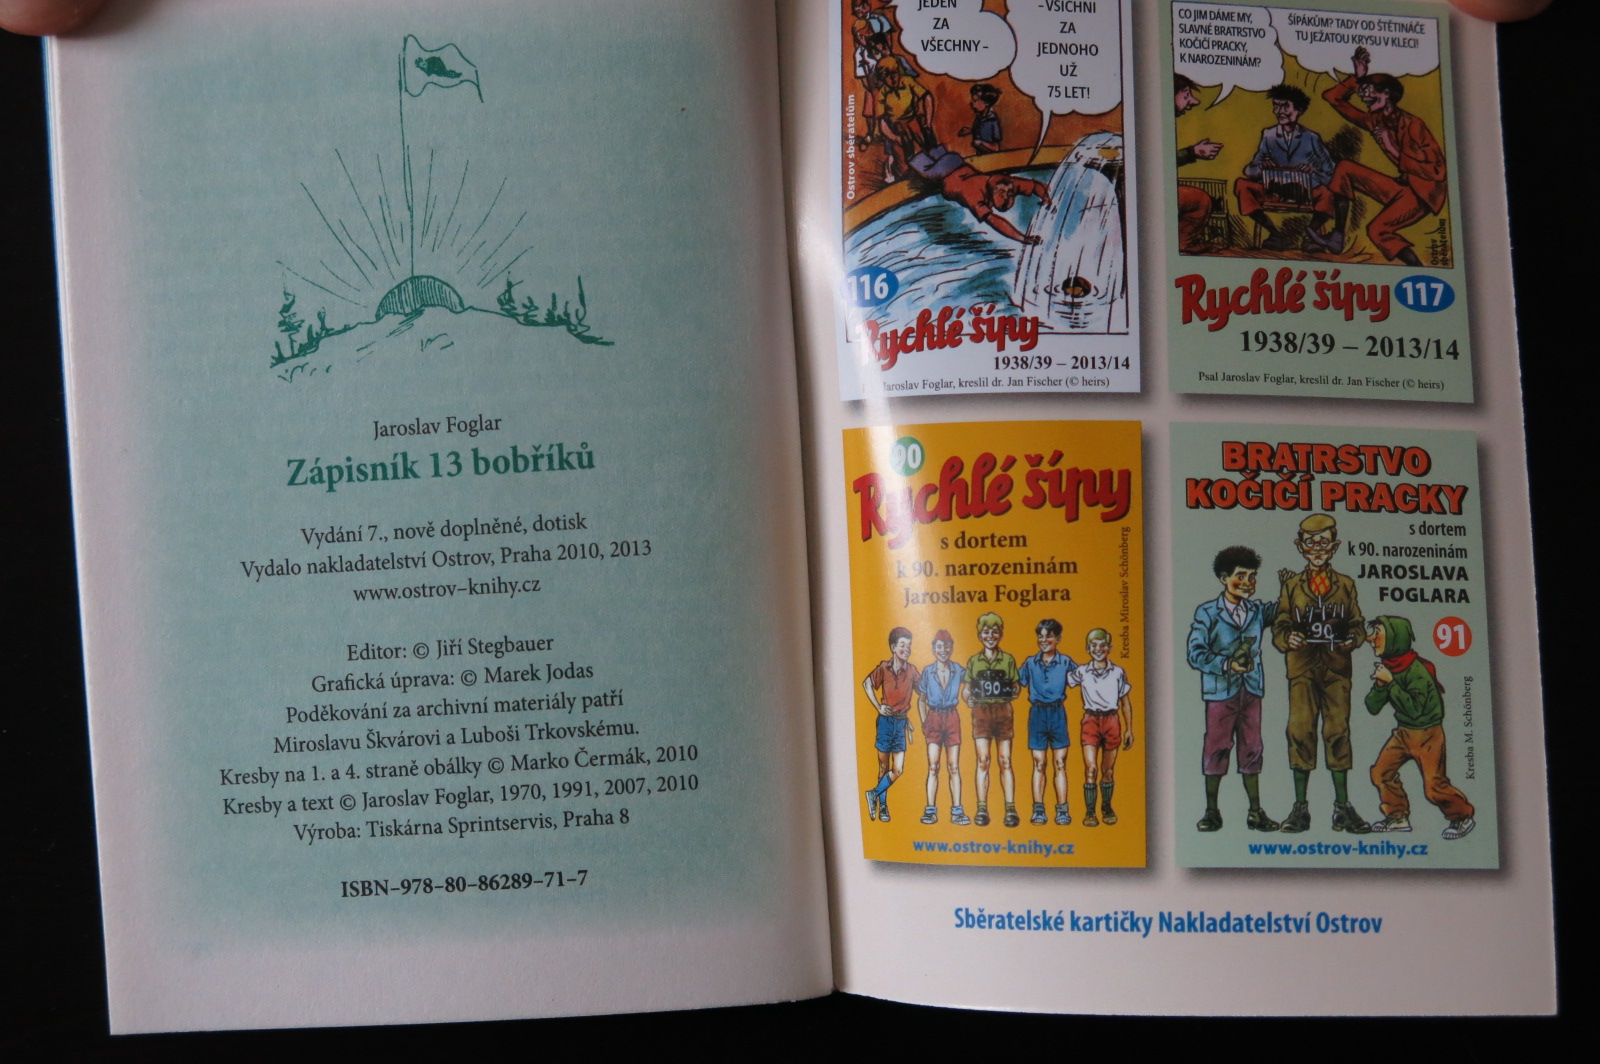 Jaroslav Foglar
Zápisník 13 bobříků
Vydání 7., nově doplněné, dotisk
Vydalo nakladatelství Ostrov, Praha 2010, 2013
www.ostrov–knihy.cz
Editor: © Jiří Stegbauer
Grafická úprava: © Marek Jodas
Poděkování za archivní materiály patří
Miroslavu Škvárovi a Luboši Trkovskému.
Kresby na 1. a 4. straně obálky © Marko Čermák, 2010
Kresby a text © Jaroslav Foglar, 1970, 1991, 2007, 2010
Výroba: Tiskárna Sprintservis, Praha 8
ISBN–978–80–86289–71–7
JEDEN
ZA
VŠECHNY –
–VŠICHNI
ZA
JEDNOHO
UŽ
75 LET!
Ostrov sběratelům
116
Rychlé šípy
1938/39 – 2013/14
Jaroslav Foglar, kreslil dr. Jan Fischer (© heirs)
CO JIM DÁME MY,
SLAVNÉ BRATRSTVO
KOČIČÍ PRACKY,
K NAROZENINÁM?
ŠÍPÁKŮM? TADY OD ŠTĚTINÁČE
TU JEŽATOU KRYSU V KLECI!
Ostrov
sběratelům
Rychlé šípy 117
1938/39 – 2013/14
Psal Jaroslav Foglar, kreslil dr. Jan Fischer (© heirs)
90
Rychlé šípy
s dortem
k 90. narozeninám
Jaroslava Foglara
Kresba Miroslav Schönberg
90
www.ostrov-knihy.cz
BRATRSTVO
KOČIČÍ PRACKY
s dortem
k 90. narozeninám
JAROSLAVA
FOGLARA
91
90
Kresba M. Schönberg
www.ostrov-knihy.cz
Sběratelské kartičky Nakladatelství Ostrov